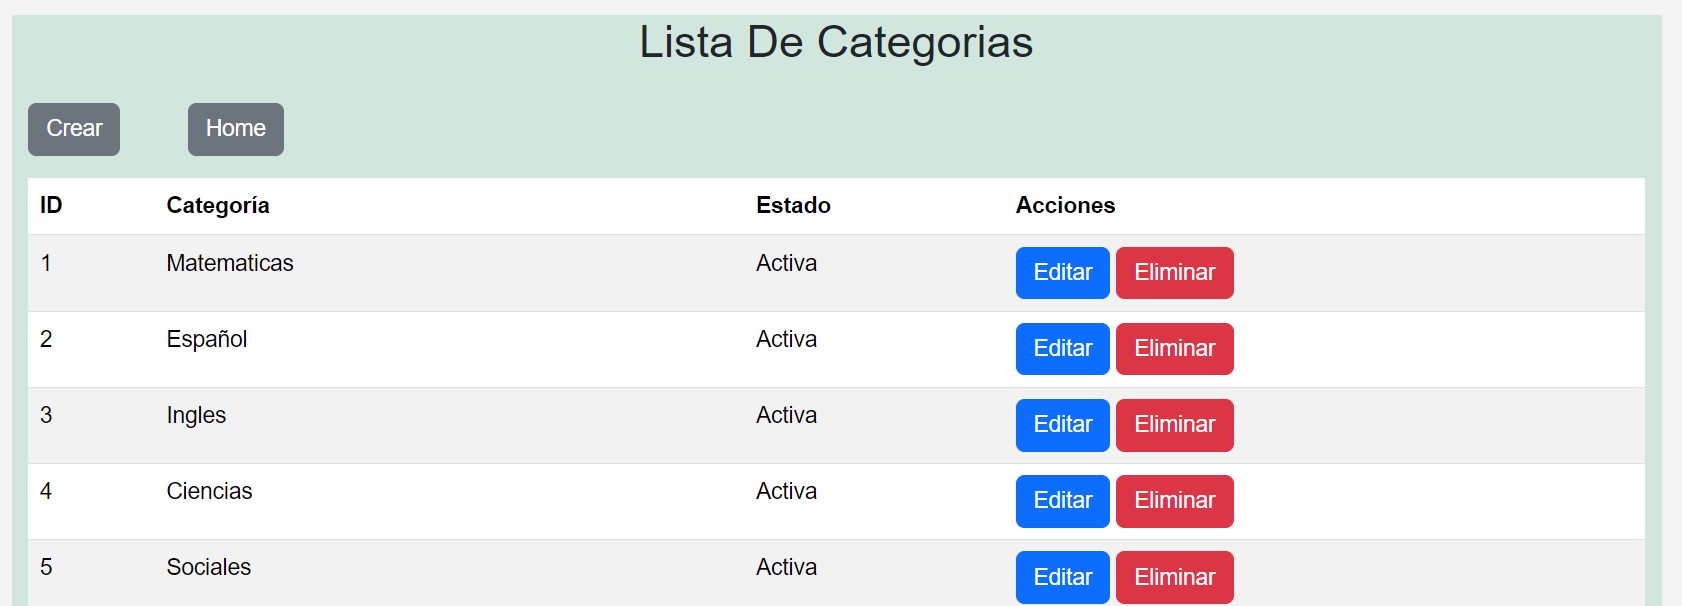 Lista De Categorias
Crear Home
ID Categoría Estado Acciones
1 Matematicas Activa Editar Eliminar
2 Español Activa Editar Eliminar
3 Ingles Activa Editar Eliminar
4 Ciencias Activa Editar Eliminar
5 Sociales Activa Editar Eliminar